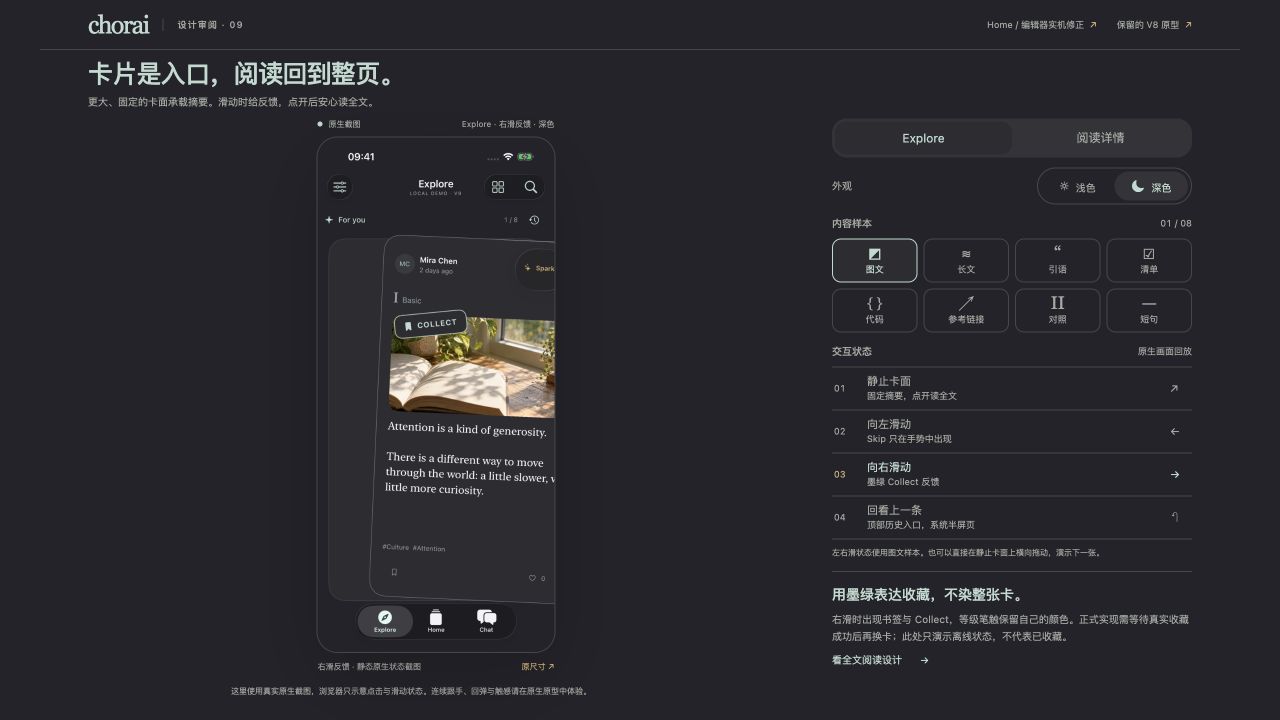 chorai
设计审阅 · 09
Home / 编辑器实机修正 ↗
保留的 V8 原型 ↗
卡片是入口，阅读回到整页。
更大、固定的卡面承载摘要。滑动时给反馈，点开后安心读全文。
原生截图
Explore · 右滑反馈 · 深色
09:41
Explore
LOCAL DEMO · V9
For you
1 / 8
MC
Mira Chen
2 days ago
Spark
Basic
COLLECT
Attention is a kind of generosity.
There is a different way to move
through the world: a little slower,
little more curiosity.
#Culture #Attention
0
Explore
Home
Chat
右滑反馈 · 静态原生状态截图
原尺寸 ↗
这里使用真实原生截图，浏览器只示意点击与滑动状态。连续跟手、回弹与触感请在原生原型中体验。
Explore
阅读详情
外观
浅色
深色
内容样本
01 / 08
图文
长文
“
引语
清单
{ }
代码
参考链接
对照
短句
交互状态
原生画面回放
01
静止卡面
固定摘要，点开读全文
↗
02
向左滑动
Skip 只在手势中出现
←
03
向右滑动
墨绿 Collect 反馈
→
04
回看上一条
顶部历史入口，系统半屏页
左右滑状态使用图文样本。也可以直接在静止卡面上横向拖动，演示下一张。
用墨绿表达收藏，不染整张卡。
右滑时出现书签与 Collect，等级笔触保留自己的颜色。正式实现需等待真实收藏
成功后再换卡；此处只演示离线状态，不代表已收藏。
看全文阅读设计 →